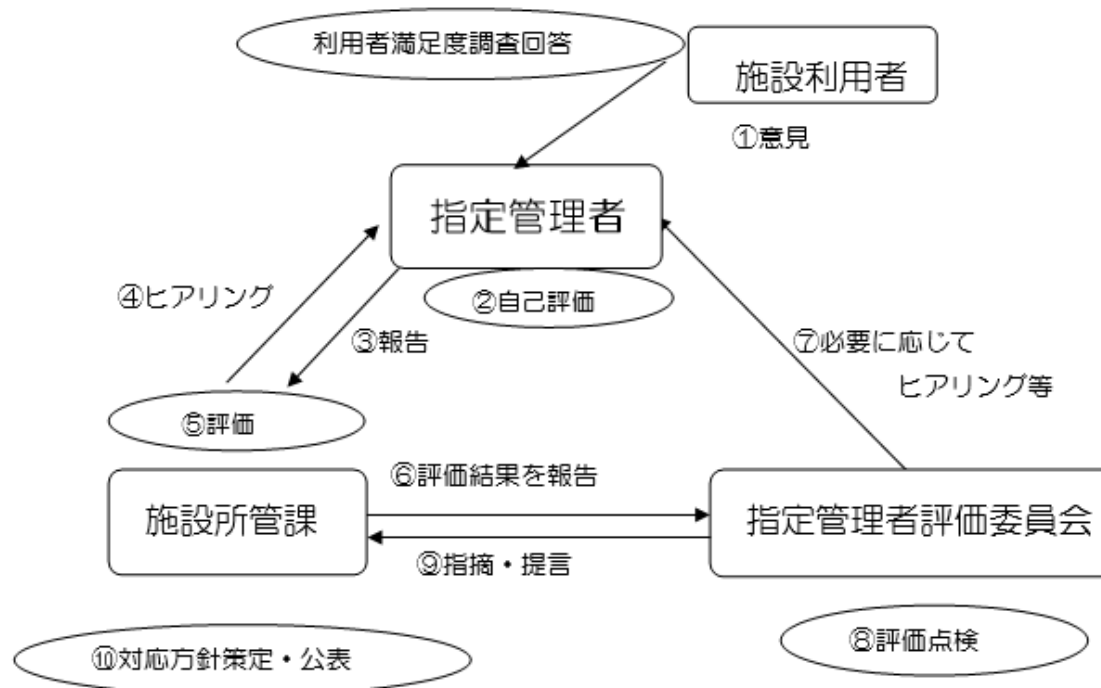 利用者満足度調査回答
施設利用者
①意見
指定管理者
④ヒアリング
②自己評価
③報告
⑦必要に応じて
ヒアリング等
⑤評価
⑥評価結果を報告
施設所管課
指定管理者評価委員会
⑨指摘・提言
⑧評価点検
⑩対応方針策定・公表